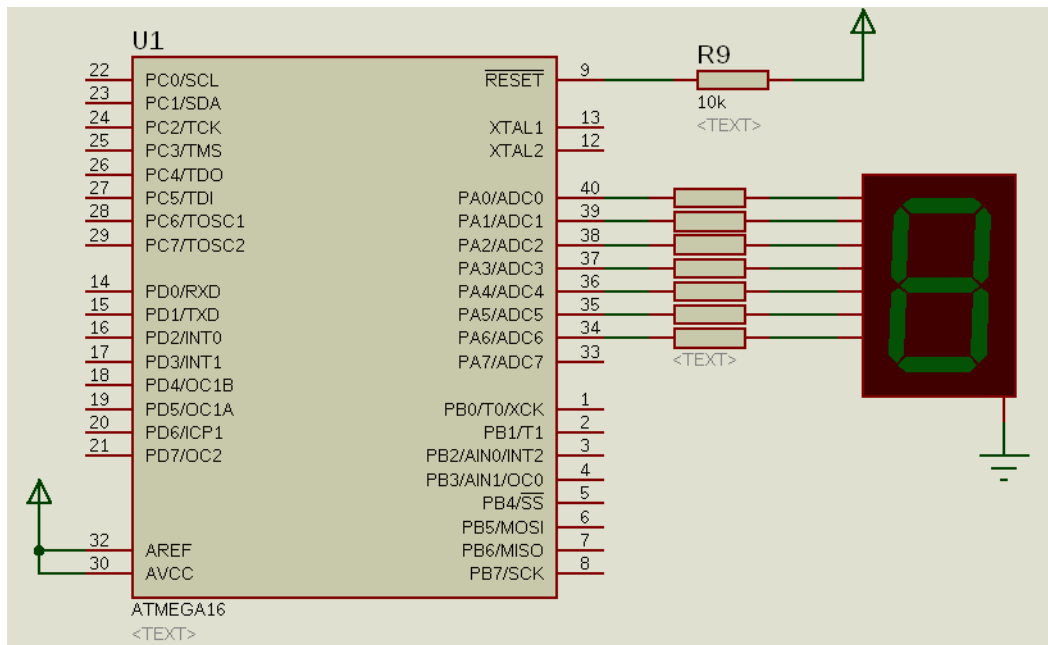 U1
22 PC0/SCL
23 PC1/SDA
24 PC2/TCK
25 PC3/TMS
26 PC4/TDO
27 PC5/TDI
28 PC6/TOSC1
29 PC7/TOSC2
14 PD0/RXD
15 PD1/TXD
16 PD2/INT0
17 PD3/INT1
18 PD4/OC1B
19 PD5/OC1A
20 PD6/ICP1
21 PD7/OC2
32 AREF
30 AVCC
RESET 9
XTAL1 13
XTAL2 12
PA0/ADC0 40
PA1/ADC1 39
PA2/ADC2 38
PA3/ADC3 37
PA4/ADC4 36
PA5/ADC5 35
PA6/ADC6 34
PA7/ADC7 33
PB0/T0/XCK 1
PB1/T1 2
PB2/AIN0/INT2 3
PB3/AIN1/OC0 4
PB4/SS 5
PB5/MOSI 6
PB6/MISO 7
PB7/SCK 8
ATMEGA16
<TEXT>
R9
10k
<TEXT>
<TEXT>